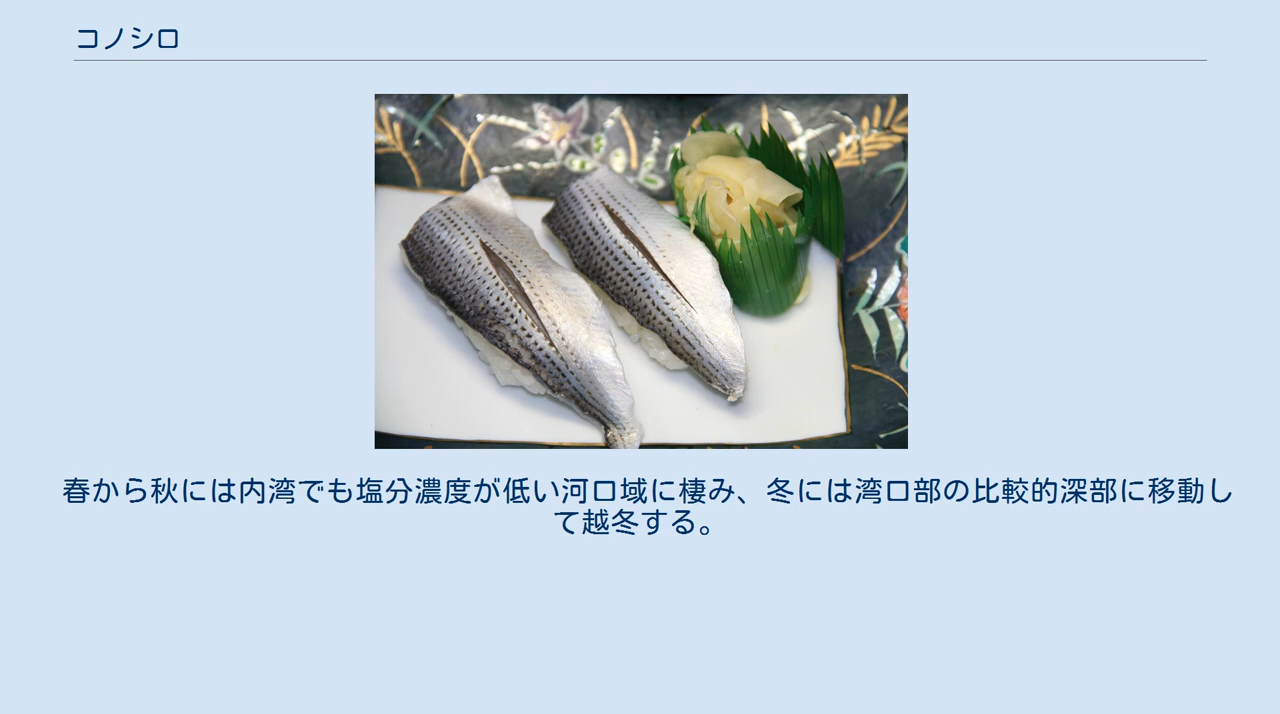 コノシロ
春から秋には内湾でも塩分濃度が低い河口域に棲み、冬には湾口部の比較的深部に移動し
て越冬する。